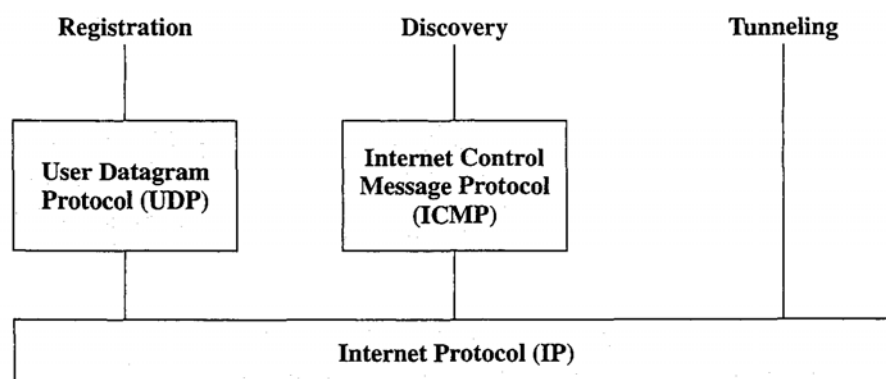 Registration
Discovery
Tunneling
User Datagram
Protocol (UDP)
Internet Control
Message Protocol
(ICMP)
Internet Protocol (IP)